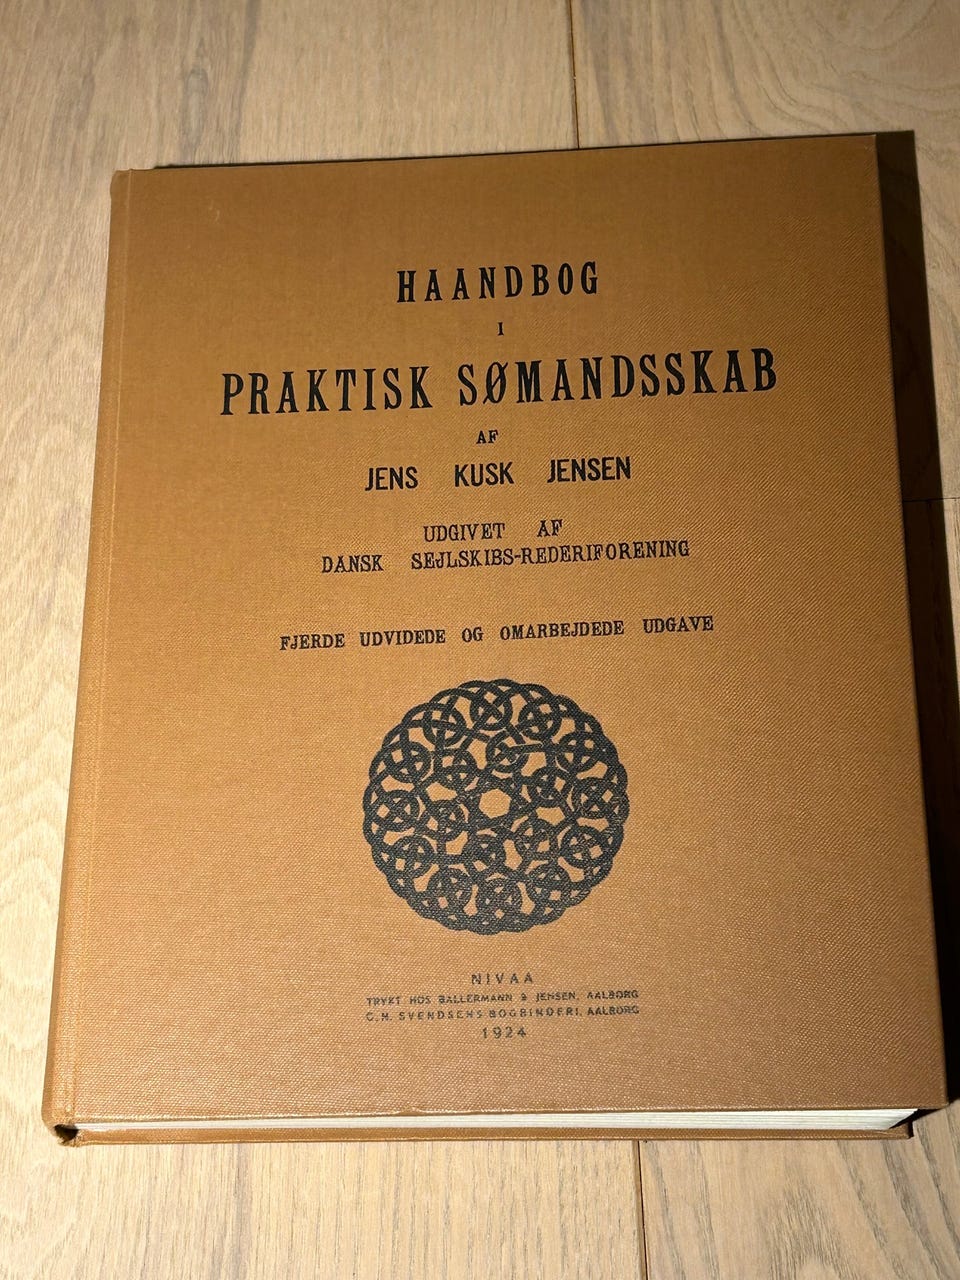 HAANDBOG
I
PRAKTISK SØMANDSSKAB
AF
JENS KUSK JENSEN
UDGIVET AF
DANSK SEJLSKIBS-REDERIFORENING
FJERDE UDVIDEDE OG OMARBEJDEDE UDGAVE
NIVAA
TRYKT HOS BALLERMANN & JENSEN, AALBORG
C.M. SVENDSENS BOGBINDERI, AALBORG
1924